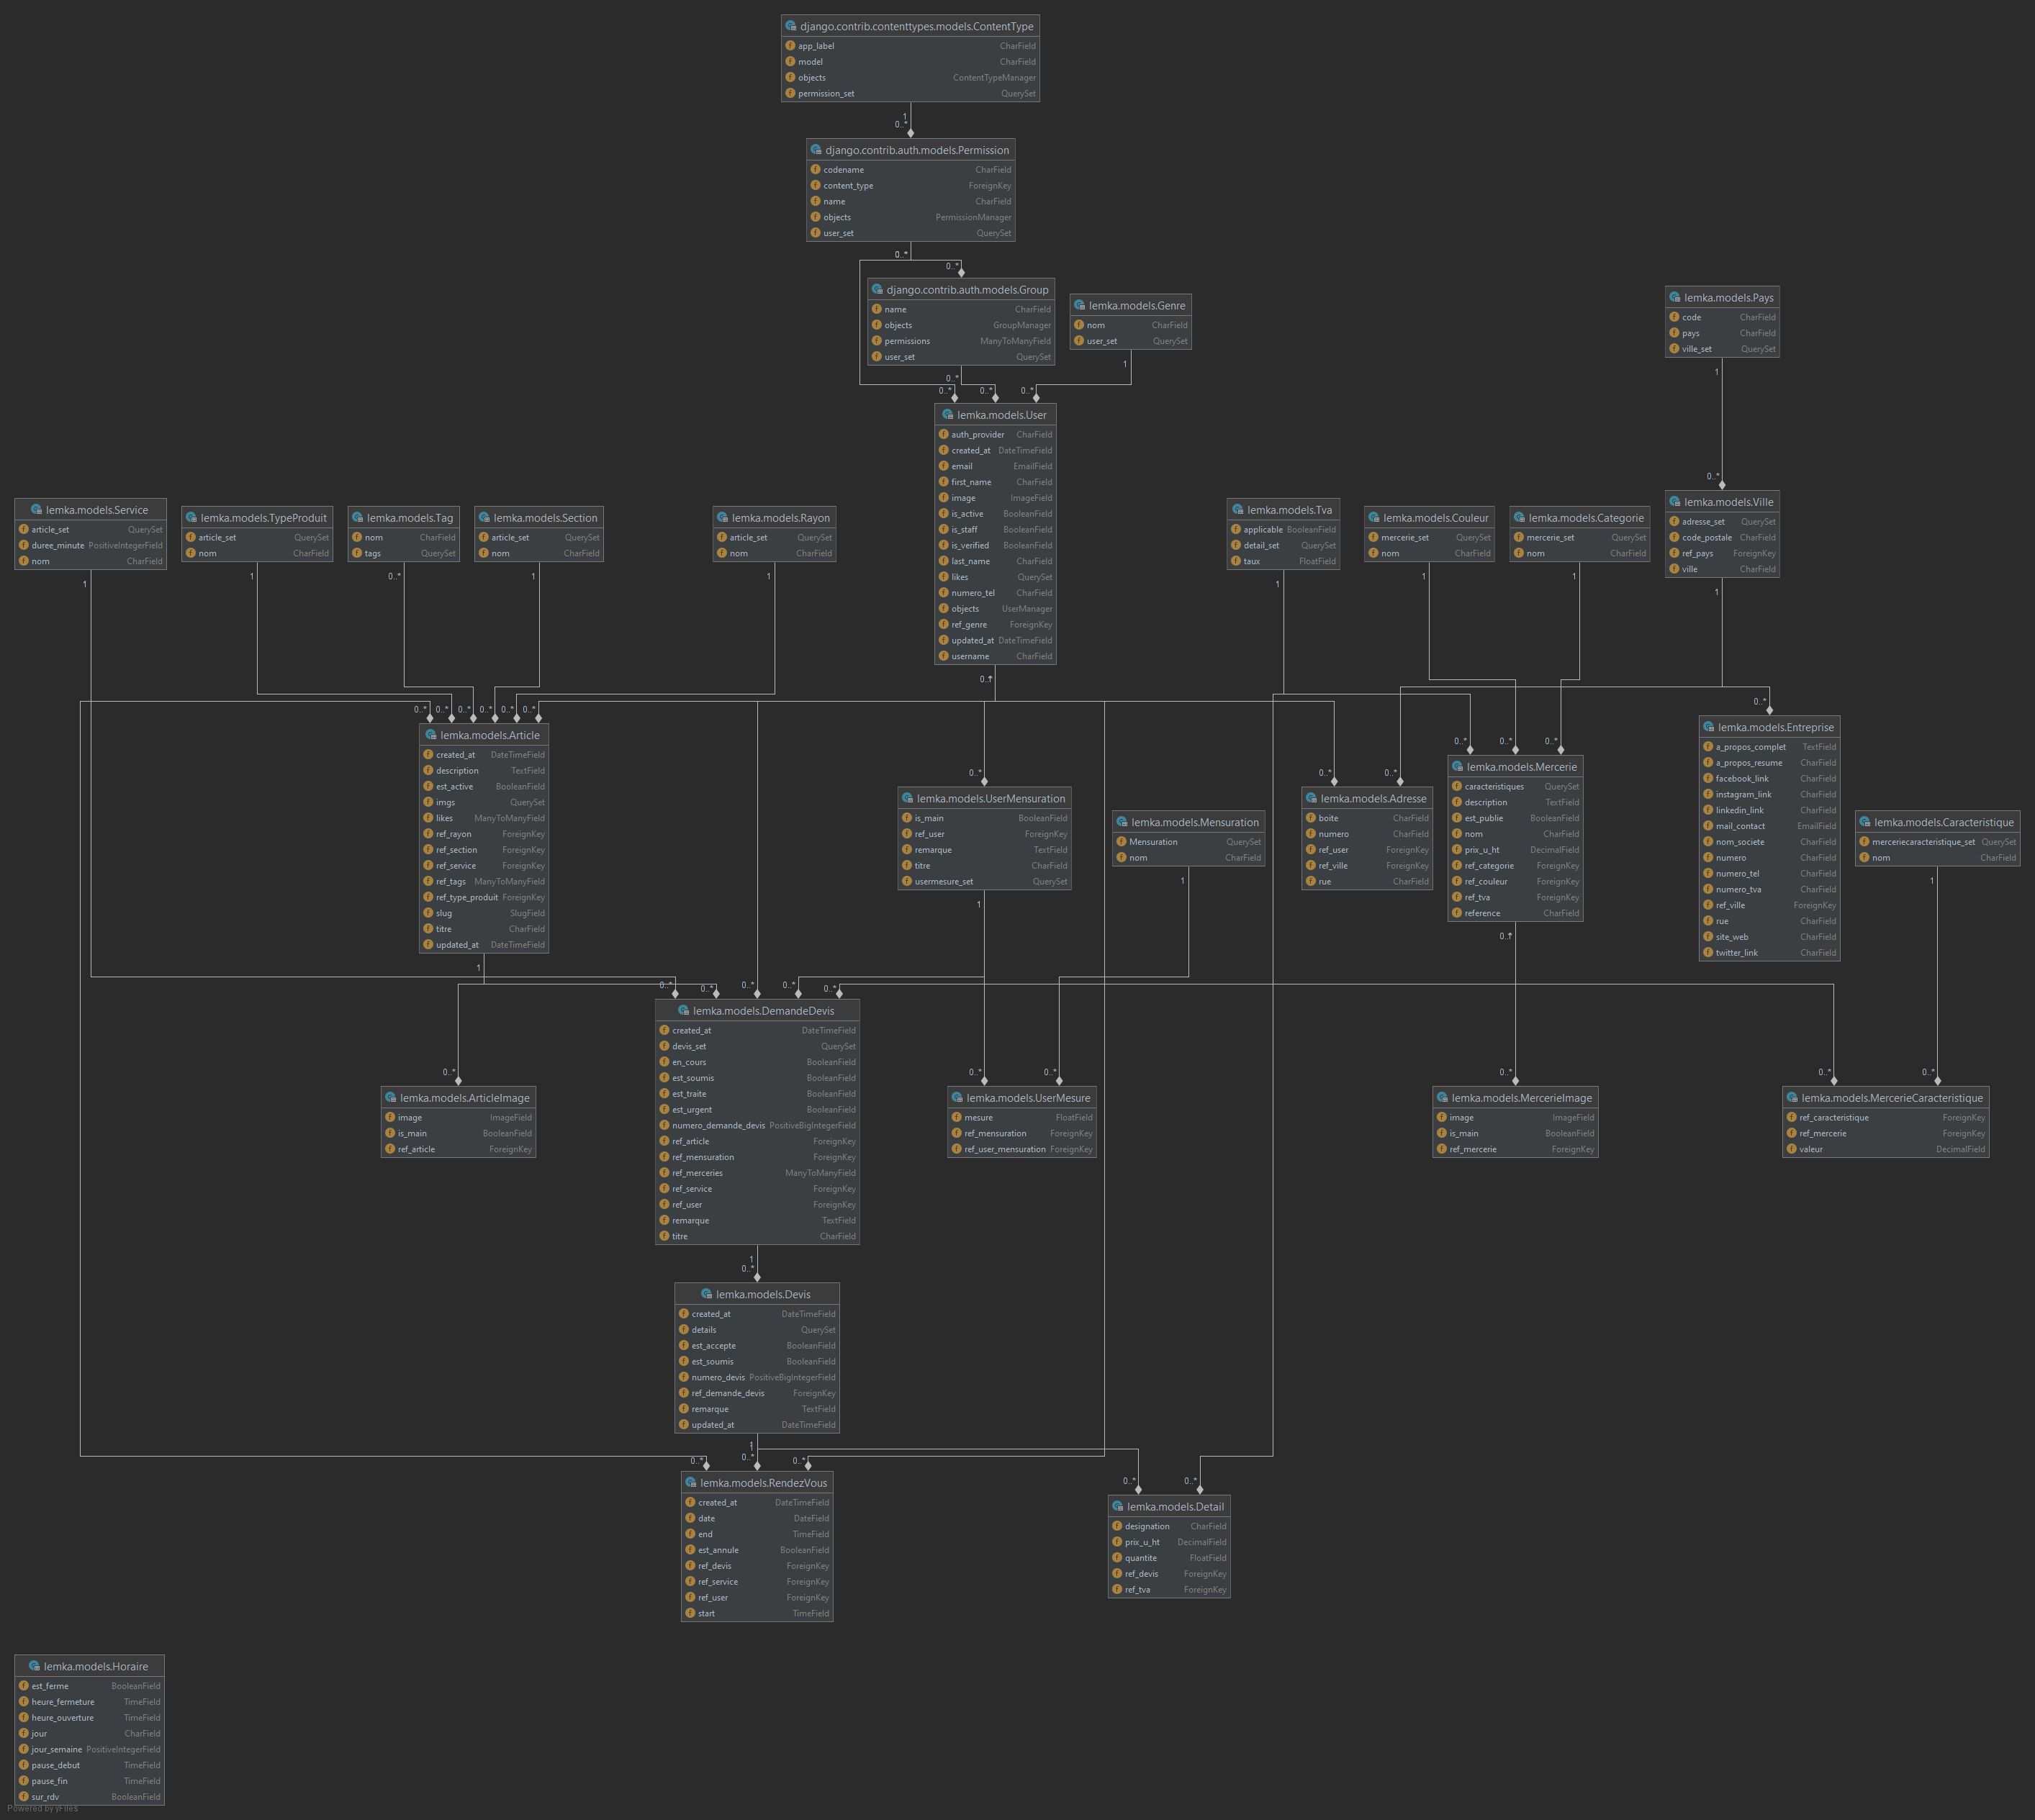 django.contrib.contenttypes.models.ContentType
app_label CharField
model CharField
objects ContentTypeManager
permission_set QuerySet
1
0..*
django.contrib.auth.models.Permission
codename CharField
content_type ForeignKey
name CharField
objects PermissionManager
user_set QuerySet
0..*
0..*
django.contrib.auth.models.Group
name CharField
objects GroupManager
permissions ManyToManyField
user_set QuerySet
0..*
lemka.models.Genre
nom CharField
user_set QuerySet
1
lemka.models.Pays
code CharField
pays CharField
ville_set QuerySet
1
0..*
0..* 0..* 0..*
lemka.models.User
auth_provider CharField
created_at DateTimeField
email EmailField
first_name CharField
image ImageField
is_active BooleanField
is_staff BooleanField
is_verified BooleanField
last_name CharField
likes QuerySet
numero_tel CharField
objects UserManager
ref_genre ForeignKey
updated_at DateTimeField
username CharField
lemka.models.Service
article_set QuerySet
duree_minute PositiveIntegerField
nom CharField
1
lemka.models.TypeProduit
article_set QuerySet
nom CharField
1
lemka.models.Tag
nom CharField
tags QuerySet
0..*
lemka.models.Section
article_set QuerySet
nom CharField
1
lemka.models.Rayon
article_set QuerySet
nom CharField
1
lemka.models.Tva
applicable BooleanField
detail_set QuerySet
taux FloatField
1
lemka.models.Couleur
mercerie_set QuerySet
nom CharField
1
lemka.models.Categorie
mercerie_set QuerySet
nom CharField
1
lemka.models.Ville
adresse_set QuerySet
code_postale CharField
ref_pays ForeignKey
ville CharField
1
0..* 0..* 0..* 0..* 0..* 0..*
lemka.models.Article
created_at DateTimeField
description TextField
est_active BooleanField
imgs QuerySet
likes ManyToManyField
ref_rayon ForeignKey
ref_section ForeignKey
ref_service ForeignKey
ref_tags ManyToManyField
ref_type_produit ForeignKey
slug SlugField
titre CharField
updated_at DateTimeField
1
0..*
lemka.models.UserMensuration
is_main BooleanField
ref_user ForeignKey
remarque TextField
titre CharField
usermesure_set QuerySet
1
lemka.models.Mensuration
Mensuration QuerySet
nom CharField
1
0..* 0..*
lemka.models.Adresse
boite CharField
numero CharField
ref_user ForeignKey
ref_ville ForeignKey
rue CharField
0..* 0..* 0..*
lemka.models.Mercerie
caracteristiques QuerySet
description TextField
est_publie BooleanField
nom CharField
prix_u_ht DecimalField
ref_categorie ForeignKey
ref_couleur ForeignKey
ref_tva ForeignKey
reference CharField
0..*
lemka.models.Entreprise
a_propos_complet TextField
a_propos_resume CharField
facebook_link CharField
instagram_link CharField
linkedin_link CharField
mail_contact EmailField
nom_societe CharField
numero CharField
numero_tel CharField
numero_tva CharField
ref_ville ForeignKey
rue CharField
site_web CharField
twitter_link CharField
lemka.models.Caracteristique
merceriecaracteristique_set QuerySet
nom CharField
1
0..* 0..* 0..* 0..* 0..*
lemka.models.DemandeDevis
created_at DateTimeField
devis_set QuerySet
en_cours BooleanField
est_soumis BooleanField
est_traite BooleanField
est_urgent BooleanField
numero_demande_devis PositiveBigIntegerField
ref_article ForeignKey
ref_mensuration ForeignKey
ref_merceries ManyToManyField
ref_service ForeignKey
ref_user ForeignKey
remarque TextField
titre CharField
1
0..*
0..*
lemka.models.ArticleImage
image ImageField
is_main BooleanField
ref_article ForeignKey
0..* 0..*
lemka.models.UserMesure
mesure FloatField
ref_mensuration ForeignKey
ref_user_mensuration ForeignKey
0..*
lemka.models.MercerieImage
image ImageField
is_main BooleanField
ref_mercerie ForeignKey
0..* 0..*
lemka.models.MercerieCaracteristique
ref_caracteristique ForeignKey
ref_mercerie ForeignKey
valeur DecimalField
lemka.models.Devis
created_at DateTimeField
details QuerySet
est_accepte BooleanField
est_soumis BooleanField
numero_devis PositiveBigIntegerField
ref_demande_devis ForeignKey
remarque TextField
updated_at DateTimeField
0..* 0..* 0..*
lemka.models.RendezVous
created_at DateTimeField
date DateField
end TimeField
est_annule BooleanField
ref_devis ForeignKey
ref_service ForeignKey
ref_user ForeignKey
start TimeField
0..* 0..*
lemka.models.Detail
designation CharField
prix_u_ht DecimalField
quantite FloatField
ref_devis ForeignKey
ref_tva ForeignKey
lemka.models.Horaire
est_ferme BooleanField
heure_fermeture TimeField
heure_ouverture TimeField
jour CharField
jour_semaine PositiveIntegerField
pause_debut TimeField
pause_fin TimeField
sur_rdv BooleanField
Powered by yFiles